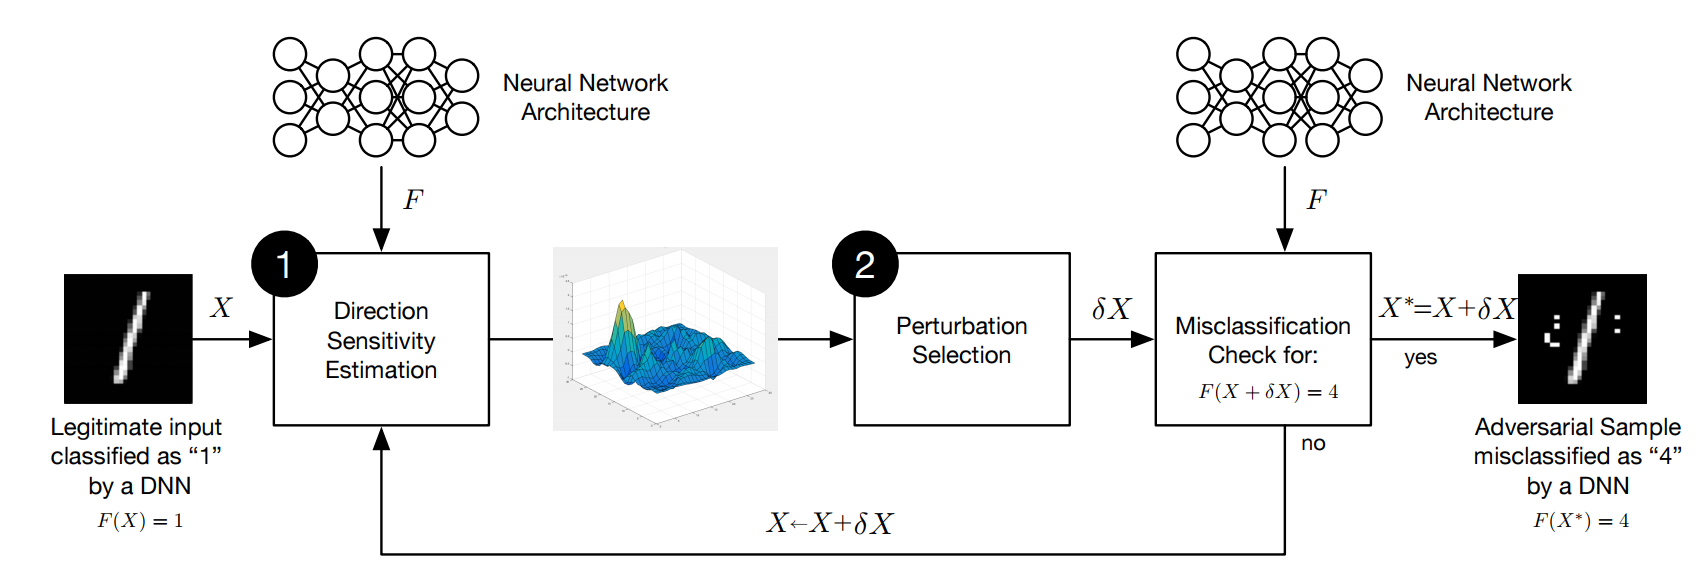 Neural Network
Architecture
Neural Network
Architecture
F
F
1
2
X
Direction
Sensitivity
Estimation
Perturbation
Selection
δX
Misclassification
Check for:
F(X + δX) = 4
X*=X+δX
yes
no
Legitimate input
classified as “1”
by a DNN
F(X) = 1
Adversarial Sample
misclassified as “4”
by a DNN
F(X*) = 4
X←X+δX